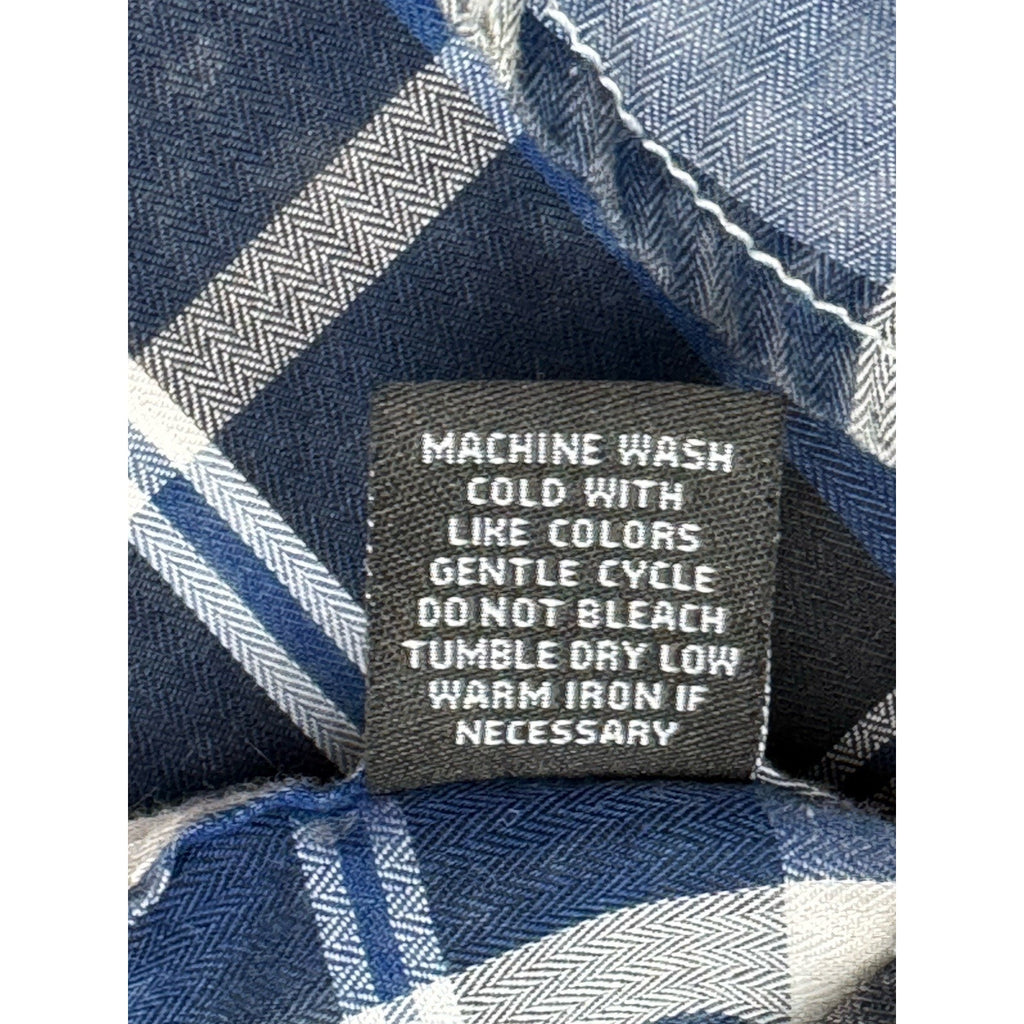 MACHINE WASH
COLD WITH
LIKE COLORS
GENTLE CYCLE
DO NOT BLEACH
TUMBLE DRY LOW
WARM IRON IF
NECESSARY